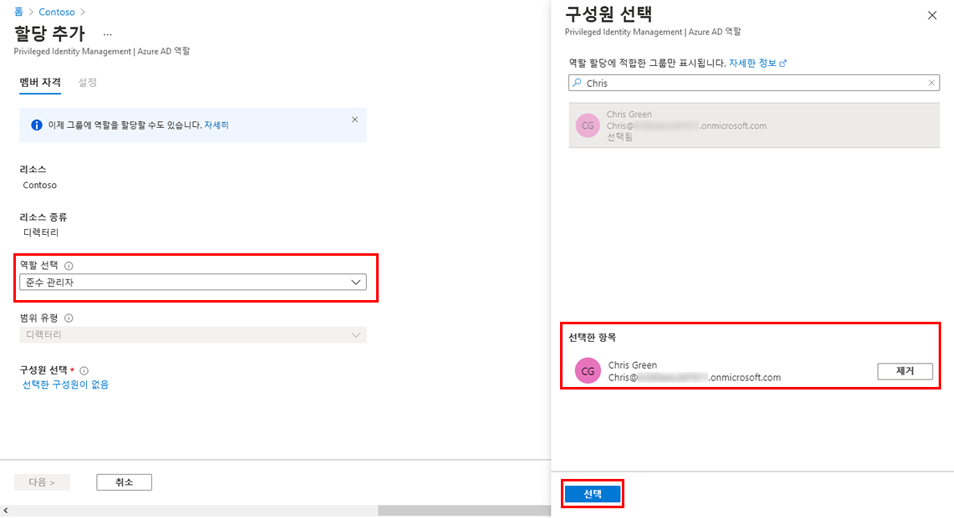 홈 > Contoso >
할당 추가 ...
Privileged Identity Management | Azure AD 역할
멤버 자격 설정
이제 그룹에 역할을 할당할 수도 있습니다. 자세히
리소스
Contoso
리소스 종류
디렉터리
역할 선택
준수 관리자
범위 유형
디렉터리
구성원 선택 *
선택한 구성원이 없음
다음 >
취소
구성원 선택
Privileged Identity Management | Azure AD 역할
역할 할당에 적합한 그룹만 표시됩니다. 자세한 정보
Chris
CG
Chris Green
Chris@ .onmicrosoft.com
선택됨
선택한 항목
CG
Chris Green
Chris@ .onmicrosoft.com
제거
선택